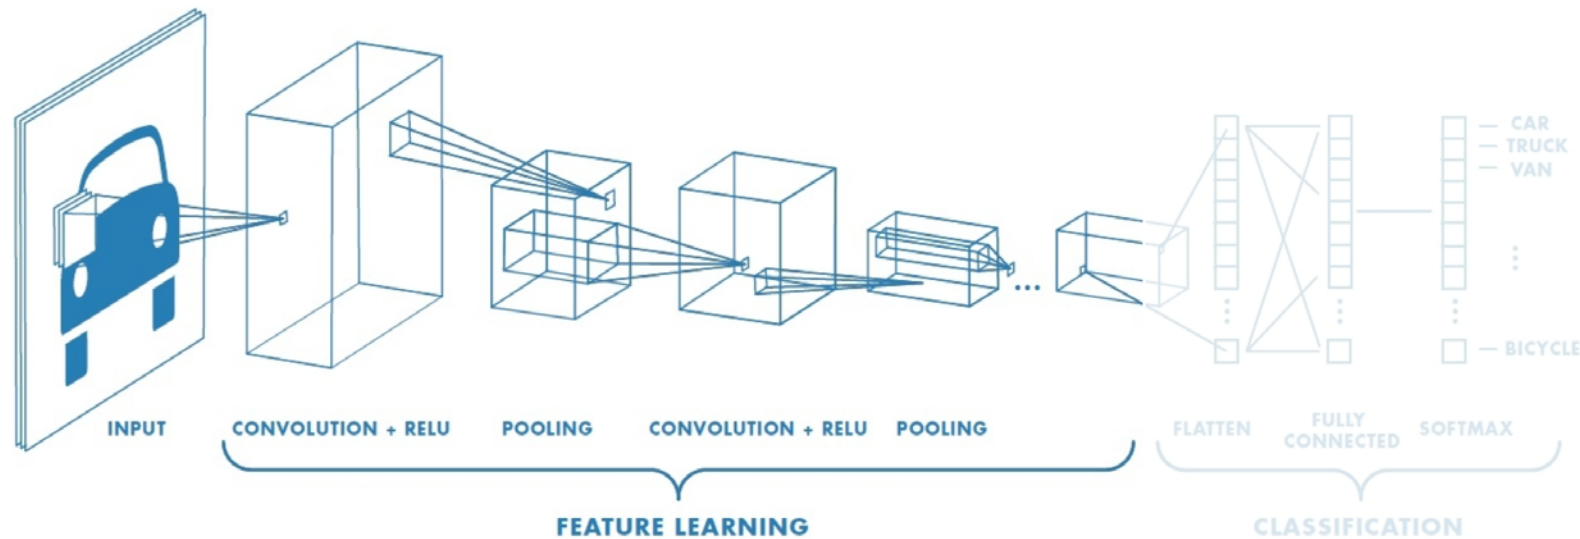 CAR
TRUCK
VAN
BICYCLE
INPUT
CONVOLUTION + RELU
POOLING
CONVOLUTION + RELU
POOLING
FLATTEN
FULLY
CONNECTED
SOFTMAX
FEATURE LEARNING
CLASSIFICATION